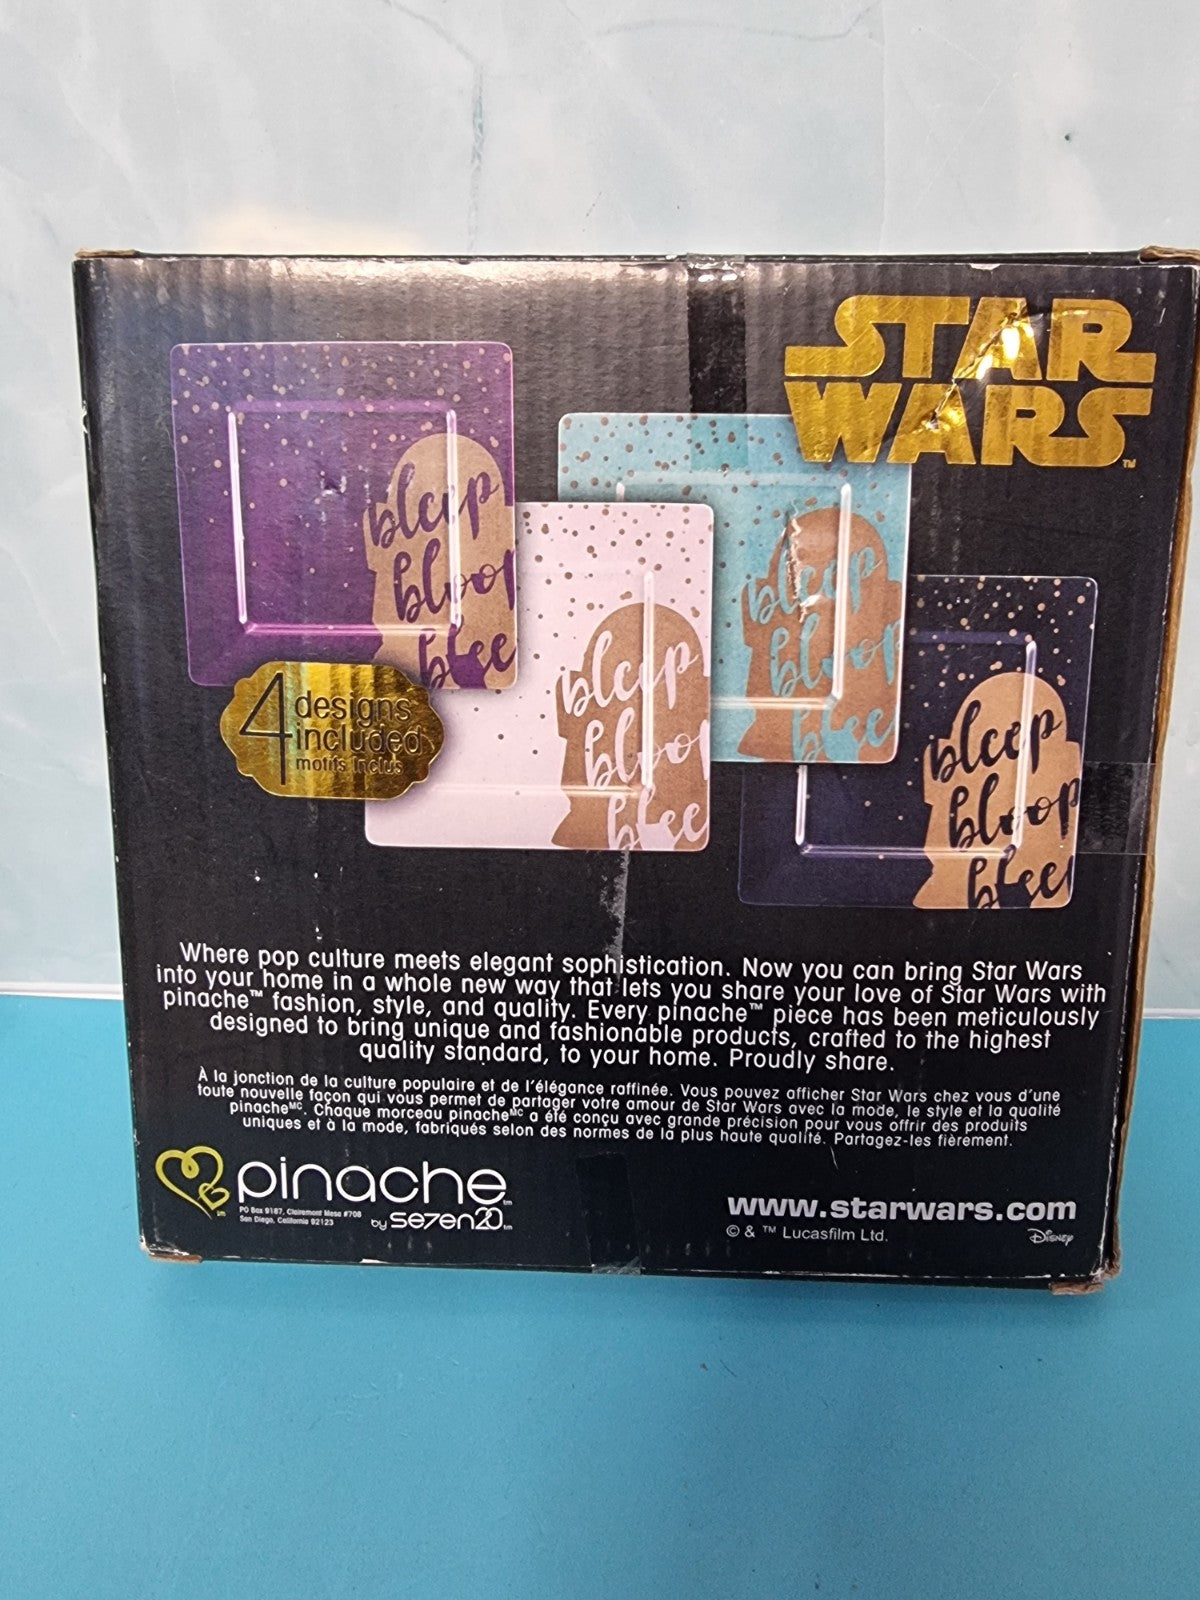 STAR
WARS™
bleep
bloop
blee
bleep
bloop
blee
bleep
bloop
blee
bleep
bloop
bleep
4 designs
included
motifs inclus
Where pop culture meets elegant sophistication. Now you can bring Star Wars
into your home in a whole new way that lets you share your love of Star Wars with
pinache™ fashion, style, and quality. Every pinache™ piece has been meticulously
designed to bring unique and fashionable products, crafted to the highest
quality standard, to your home. Proudly share.
À la jonction de la culture populaire et de l'élégance raffinée. Vous pouvez afficher Star Wars chez vous d'une
toute nouvelle façon qui vous permet de partager votre amour de Star Wars avec la mode, le style et la qualité
pinacheᴹᶜ. Chaque morceau pinacheᴹᶜ a été conçu avec grande précision pour vous offrir des produits
uniques et à la mode, fabriqués selon des normes de la plus haute qualité. Partagez-les fièrement.
pinache™
PO Box 9187, Clairemont Mesa #708
San Diego, California 92123
by se7en20™
www.starwars.com
© & ™ Lucasfilm Ltd.
Disney